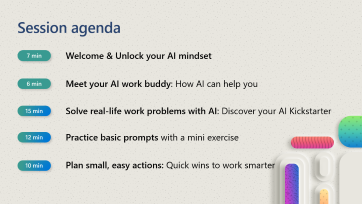 Session agenda
7 min
Welcome & Unlock your AI mindset
6 min
Meet your AI work buddy: How AI can help you
15 min
Solve real-life work problems with AI: Discover your AI Kickstarter
12 min
Practice basic prompts with a mini exercise
10 min
Plan small, easy actions: Quick wins to work smarter